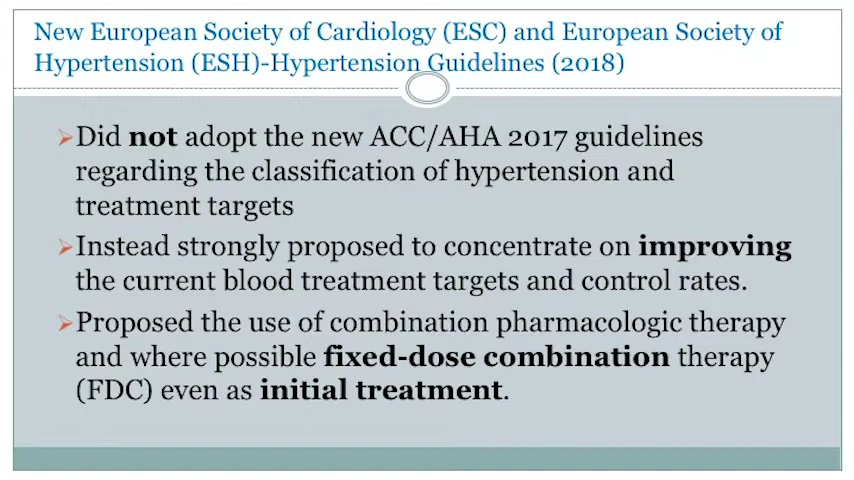 New European Society of Cardiology (ESC) and European Society of
Hypertension (ESH)-Hypertension Guidelines (2018)
➢Did not adopt the new ACC/AHA 2017 guidelines
regarding the classification of hypertension and
treatment targets
➢Instead strongly proposed to concentrate on improving
the current blood treatment targets and control rates.
➢Proposed the use of combination pharmacologic therapy
and where possible fixed-dose combination therapy
(FDC) even as initial treatment.